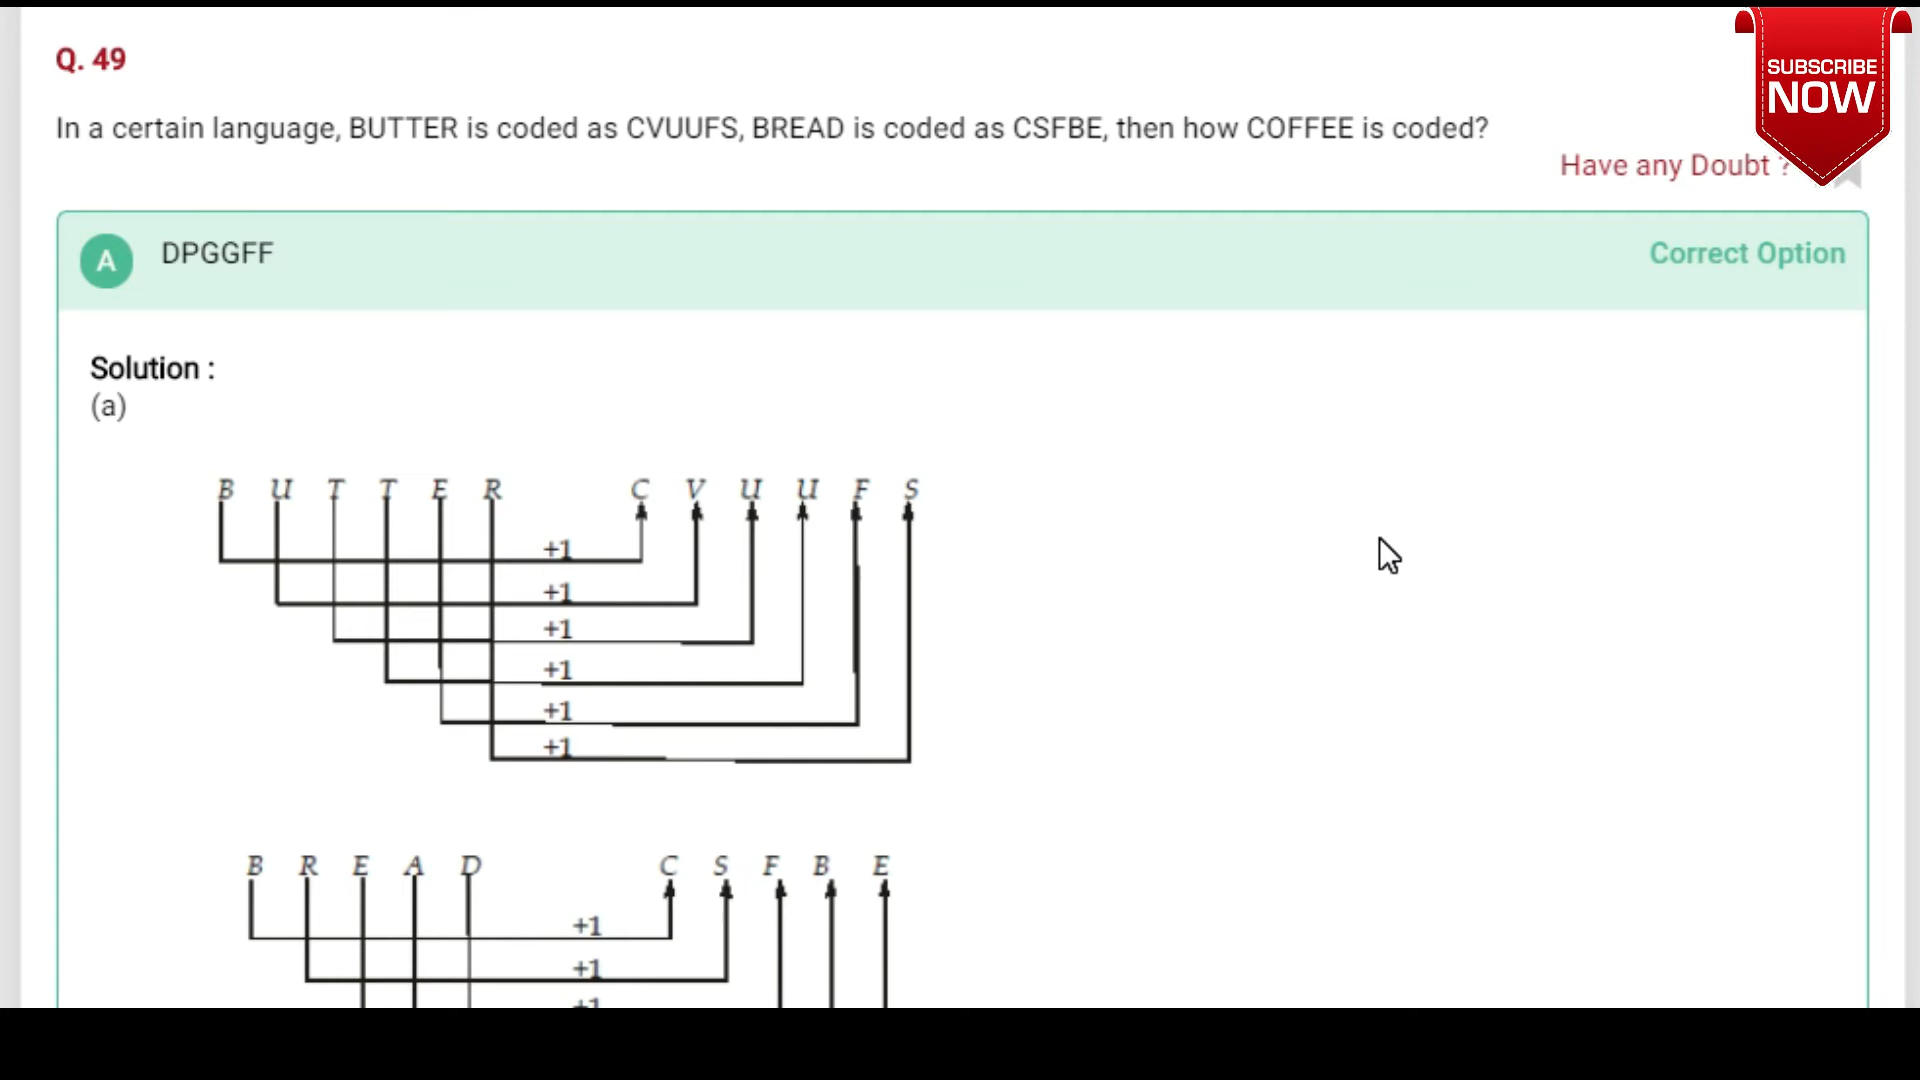 Q. 49
SUBSCRIBE
NOW
In a certain language, BUTTER is coded as CVUUFS, BREAD is coded as CSFBE, then how COFFEE is coded?
Have any Doubt ?
A DPGGFF Correct Option
Solution :
(a)
B U T T E R C V U U F S
+1
+1
+1
+1
+1
+1
B R E A D C S F B E
+1
+1
+1